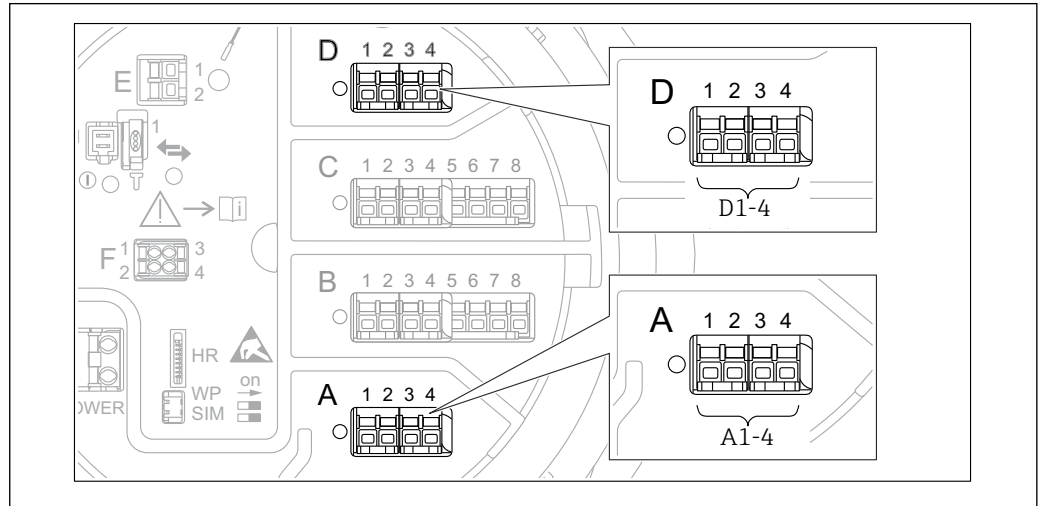 D 1 2 3 4
D 1 2 3 4
D1-4
E 1
2
1
C 1 2 3 4 5 6 7 8
F 1 3
2 4
B 1 2 3 4 5 6 7 8
HR
WP on
SIM
OWER
A 1 2 3 4
A 1 2 3 4
A1-4